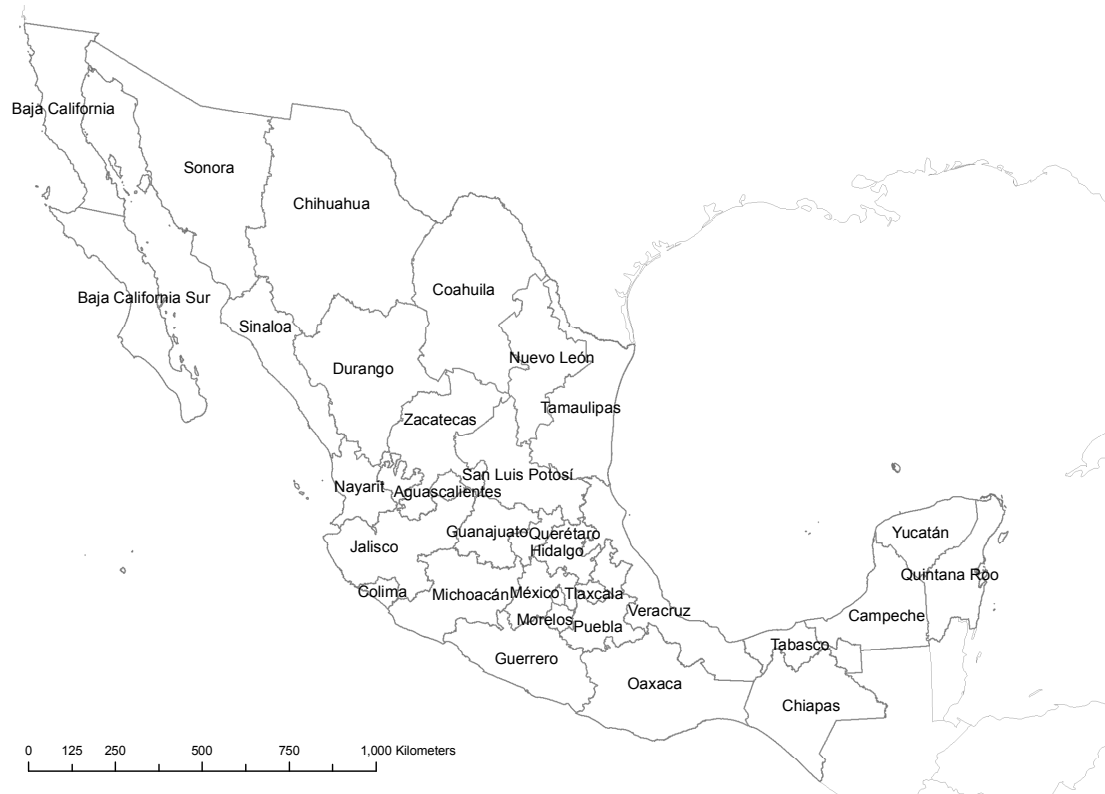 Baja California
Sonora
Chihuahua
Coahuila
Baja California Sur
Sinaloa
Nuevo León
Durango
Tamaulipas
Zacatecas
San Luis Potosí
Nayarit
Aguascalientes
Guanajuato
Querétaro
Yucatán
Jalisco
Hidalgo
Quintana Roo
Colima
Michoacán
México
Tlaxcala
Veracruz
Morelos
Puebla
Campeche
Tabasco
Guerrero
Oaxaca
Chiapas
0 125 250 500 750 1,000 Kilometers